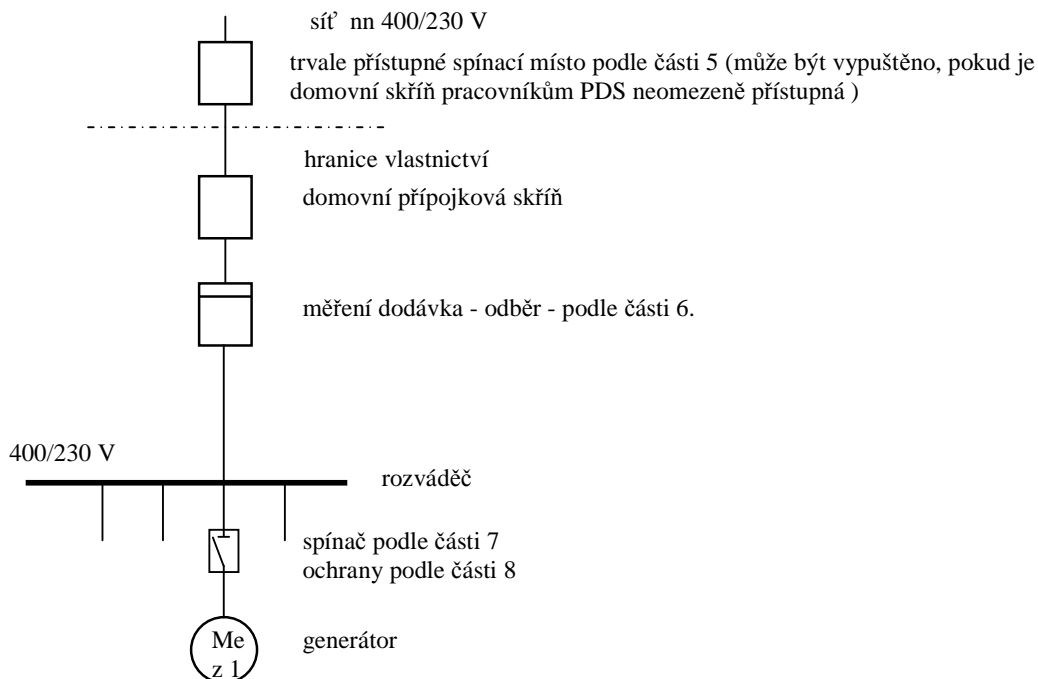 síť nn 400/230 V
trvale přístupné spínací místo podle části 5 (může být vypuštěno, pokud je
domovní skříň pracovníkům PDS neomezeně přístupná )
hranice vlastnictví
domovní přípojková skříň
měření dodávka - odběr - podle části 6.
400/230 V
rozváděč
spínač podle části 7
ochrany podle části 8
Me
z 1
generátor